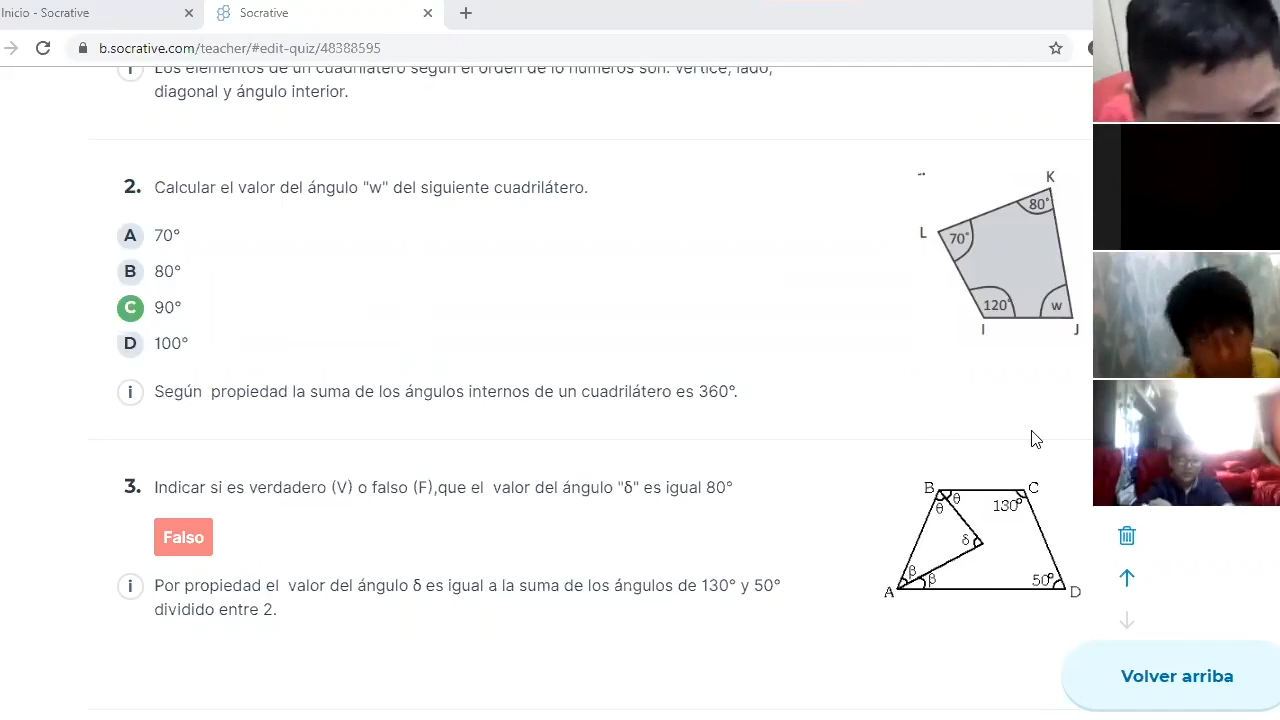 Inicio - Socrative
Socrative
b.socrative.com/teacher/#edit-quiz/48388595
i Los elementos de un cuadrilátero según el orden de lo números son: vértice, lado,
diagonal y ángulo interior.
2. Calcular el valor del ángulo "w" del siguiente cuadrilátero.
A 70°
B 80°
C 90°
D 100°
i Según propiedad la suma de los ángulos internos de un cuadrilátero es 360°.
K
80°
L
70°
120°
w
I
J
3. Indicar si es verdadero (V) o falso (F),que el valor del ángulo "δ" es igual 80°
Falso
i Por propiedad el valor del ángulo δ es igual a la suma de los ángulos de 130° y 50°
dividido entre 2.
B
θ
C
θ
130°
δ
β
β
50°
A
D
Volver arriba